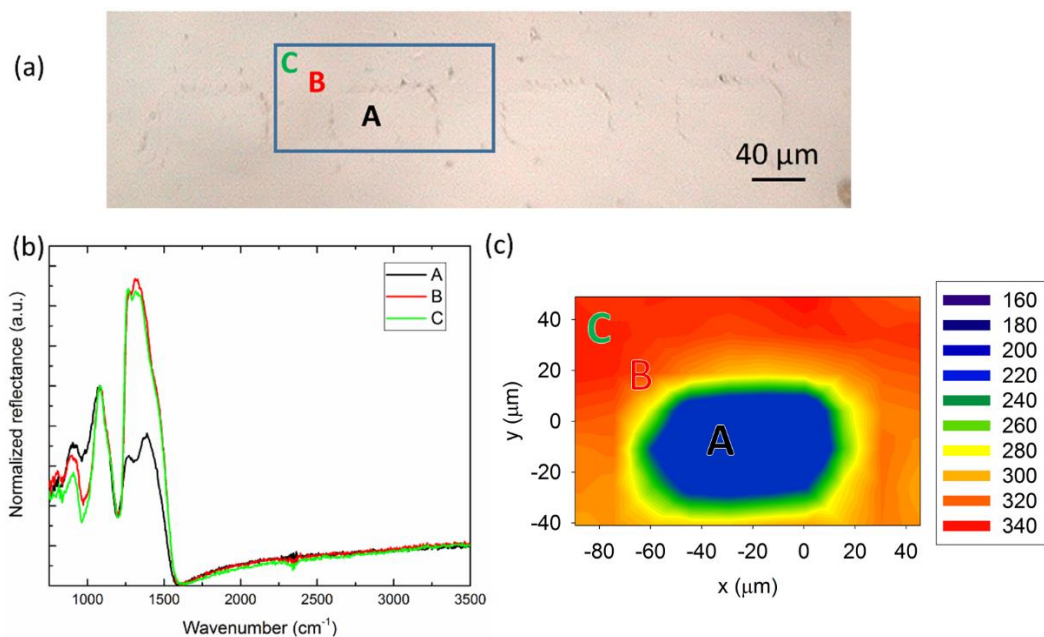 (a)
C
B
A
40 µm
(b)
Normalized reflectance (a.u.)
A
B
C
1000 1500 2000 2500 3000 3500
Wavenumber (cm⁻¹)
(c)
C
B
A
y (µm)
40
20
0
-20
-40
-80 -60 -40 -20 0 20 40
x (µm)
160
180
200
220
240
260
280
300
320
340